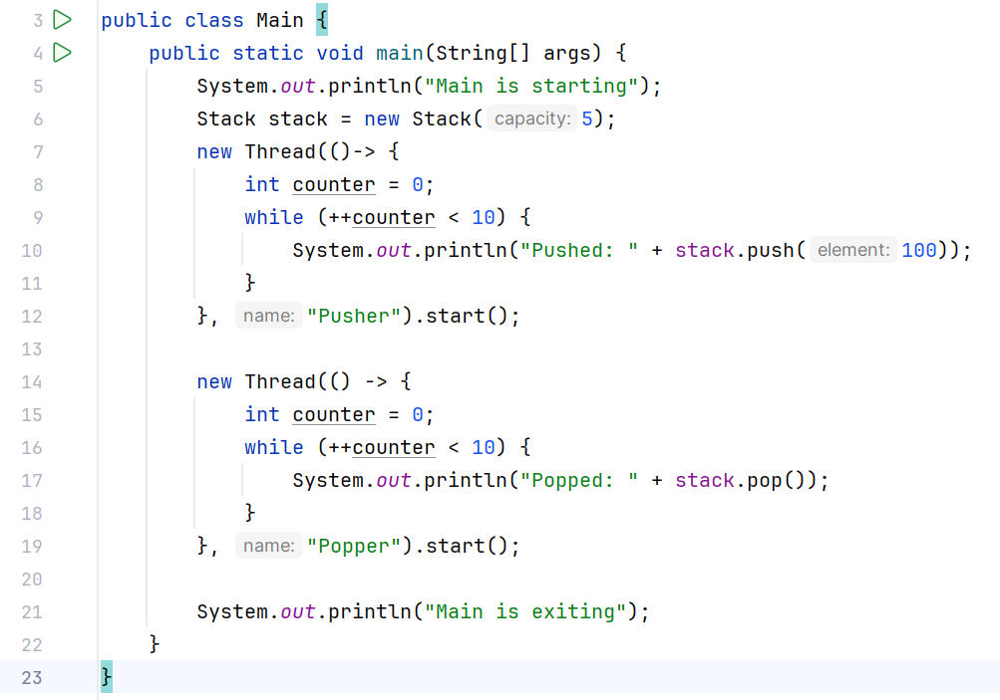 3 public class Main {
4 public static void main(String[] args) {
5 System.out.println("Main is starting");
6 Stack stack = new Stack( capacity: 5);
7 new Thread(()-> {
8 int counter = 0;
9 while (++counter < 10) {
10 System.out.println("Pushed: " + stack.push( element: 100));
11 }
12 }, name: "Pusher").start();
13
14 new Thread(() -> {
15 int counter = 0;
16 while (++counter < 10) {
17 System.out.println("Popped: " + stack.pop());
18 }
19 }, name: "Popper").start();
20
21 System.out.println("Main is exiting");
22 }
23 }